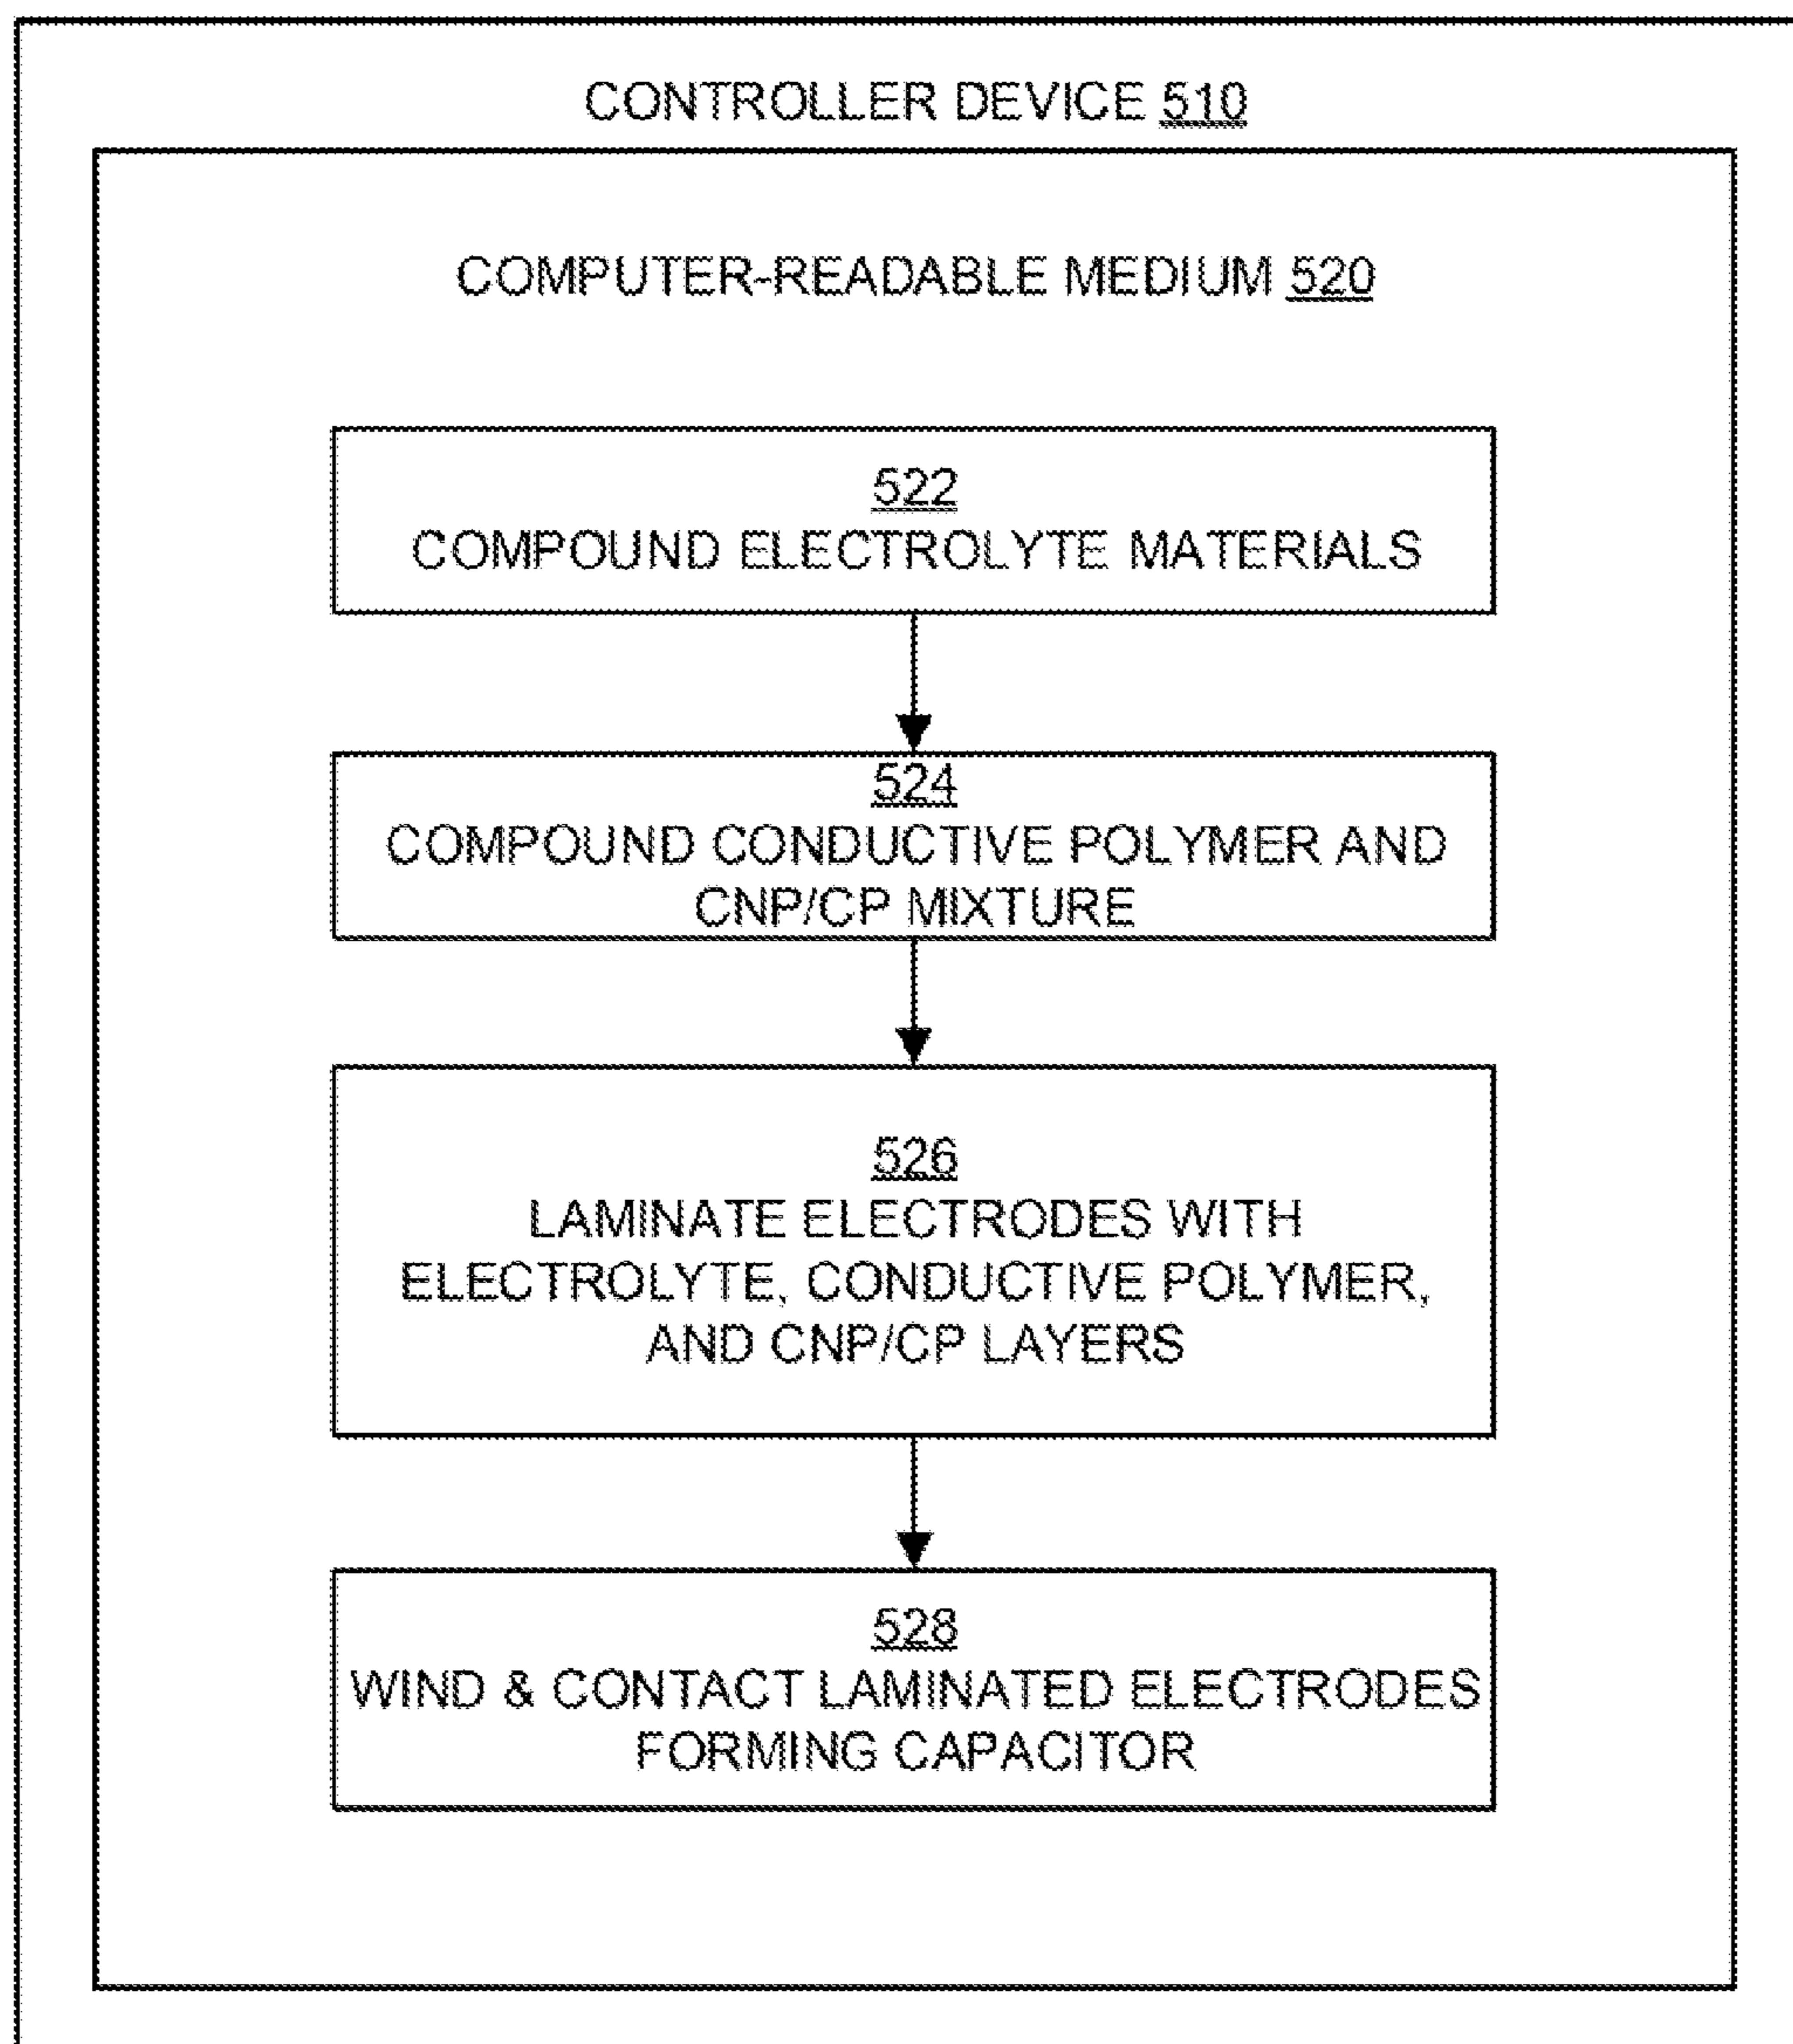 CONTROLLER DEVICE 510
COMPUTER-READABLE MEDIUM 520
522
COMPOUND ELECTROLYTE MATERIALS
524
COMPOUND CONDUCTIVE POLYMER AND
CNP/CP MIXTURE
526
LAMINATE ELECTRODES WITH
ELECTROLYTE, CONDUCTIVE POLYMER,
AND CNP/CP LAYERS
528
WIND & CONTACT LAMINATED ELECTRODES
FORMING CAPACITOR